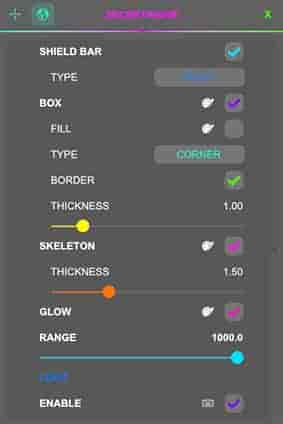 X
SHIELD BAR
TYPE
BOX
FILL
TYPE CORNER
BORDER
THICKNESS 1.00
SKELETON
THICKNESS 1.50
GLOW
RANGE 1000.0
ENABLE